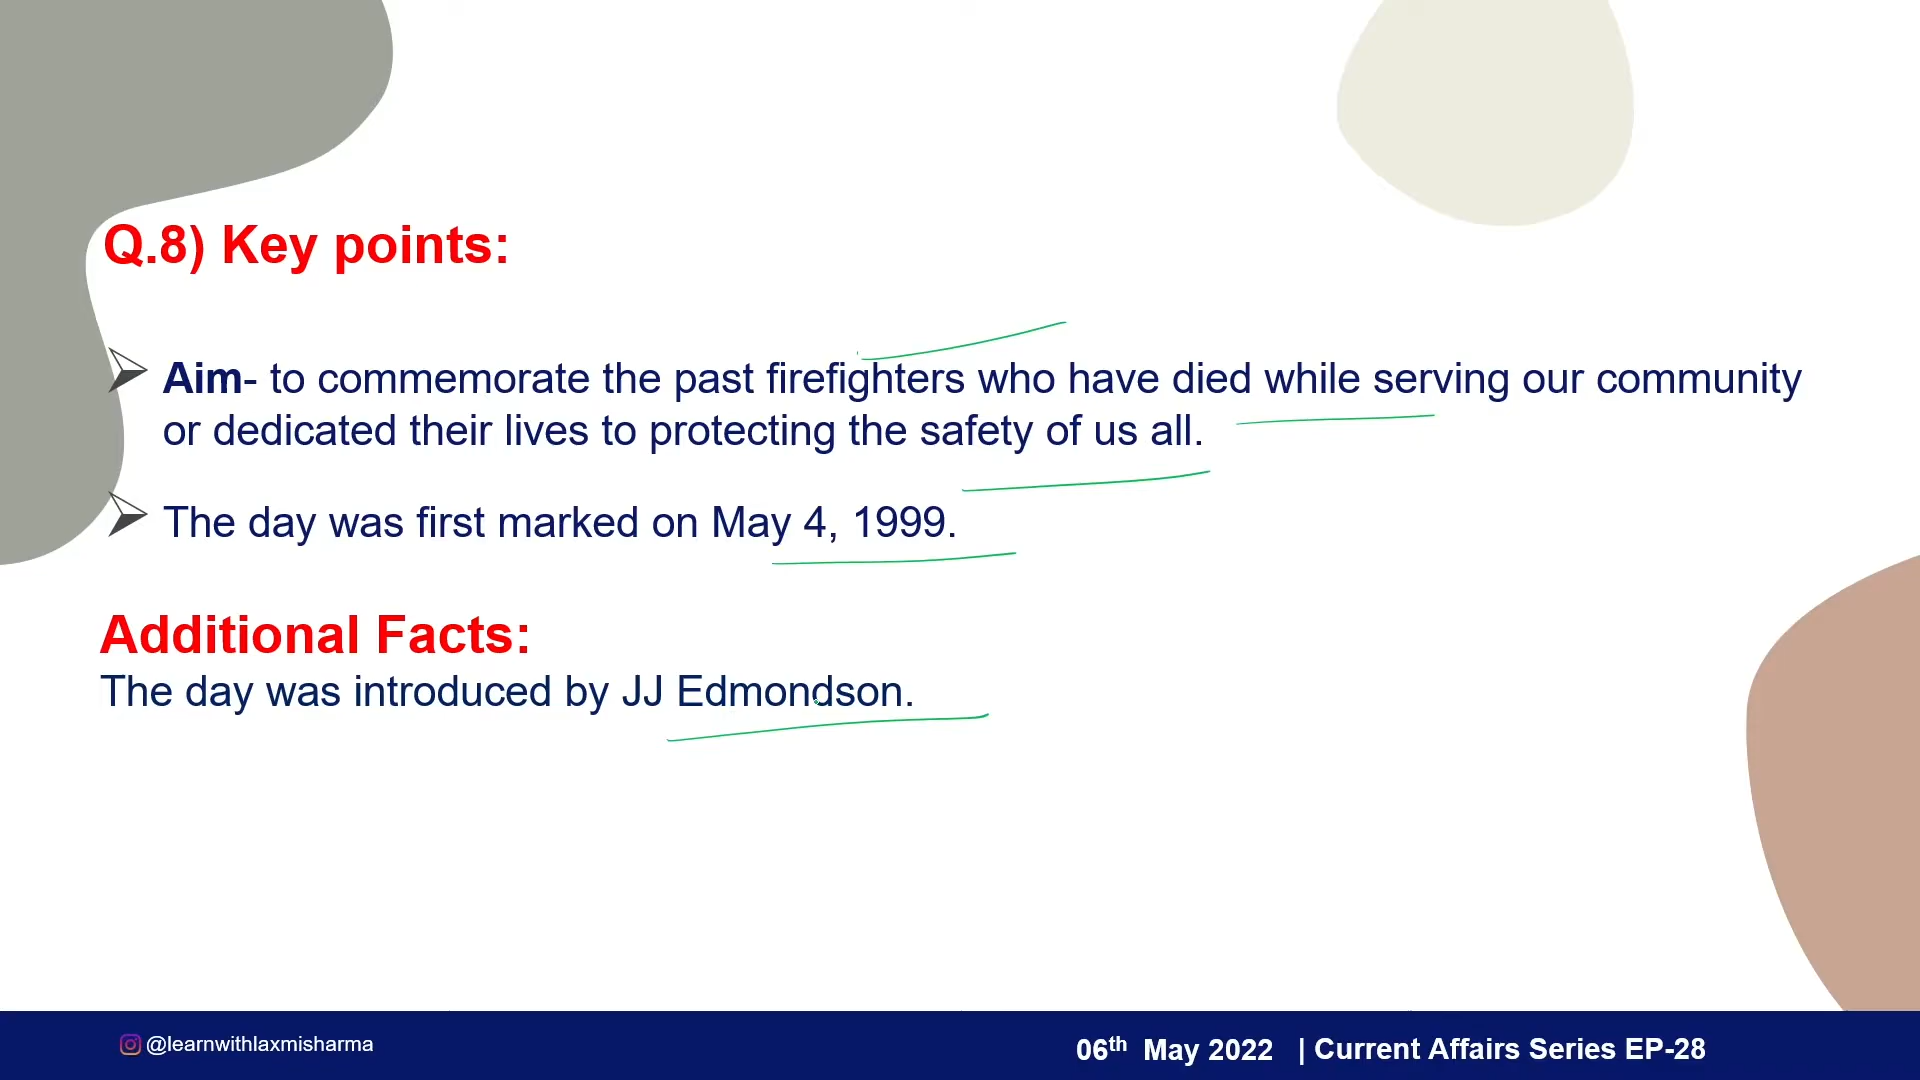 Q.8) Key points:
Aim- to commemorate the past firefighters who have died while serving our community
or dedicated their lives to protecting the safety of us all.
The day was first marked on May 4, 1999.
Additional Facts:
The day was introduced by JJ Edmondson.
@learnwithlaxmisharma
06th May 2022 | Current Affairs Series EP-28